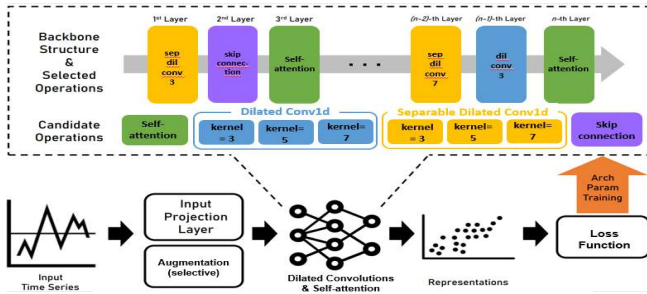 1st Layer 2nd Layer 3rd Layer (n-2)-th Layer (n-1)-th Layer n-th Layer
Backbone
Structure
&
Selected
Operations
sep
dil
conv
3
skip
connec-
tion
Self-
attention
. . .
sep
dil
conv
7
dil
conv
3
Self-
attention
Candidate
Operations
Self-
attention
Dilated Conv1d
kernel
= 3
kernel=
5
kernel=
7
Separable Dilated Conv1d
kernel
= 3
kernel=
5
kernel=
7
Skip
connection
Arch
Param
Training
Input
Time Series
Input
Projection
Layer
Augmentation
(selective)
Dilated Convolutions
& Self-attention
Representations
Loss
Function